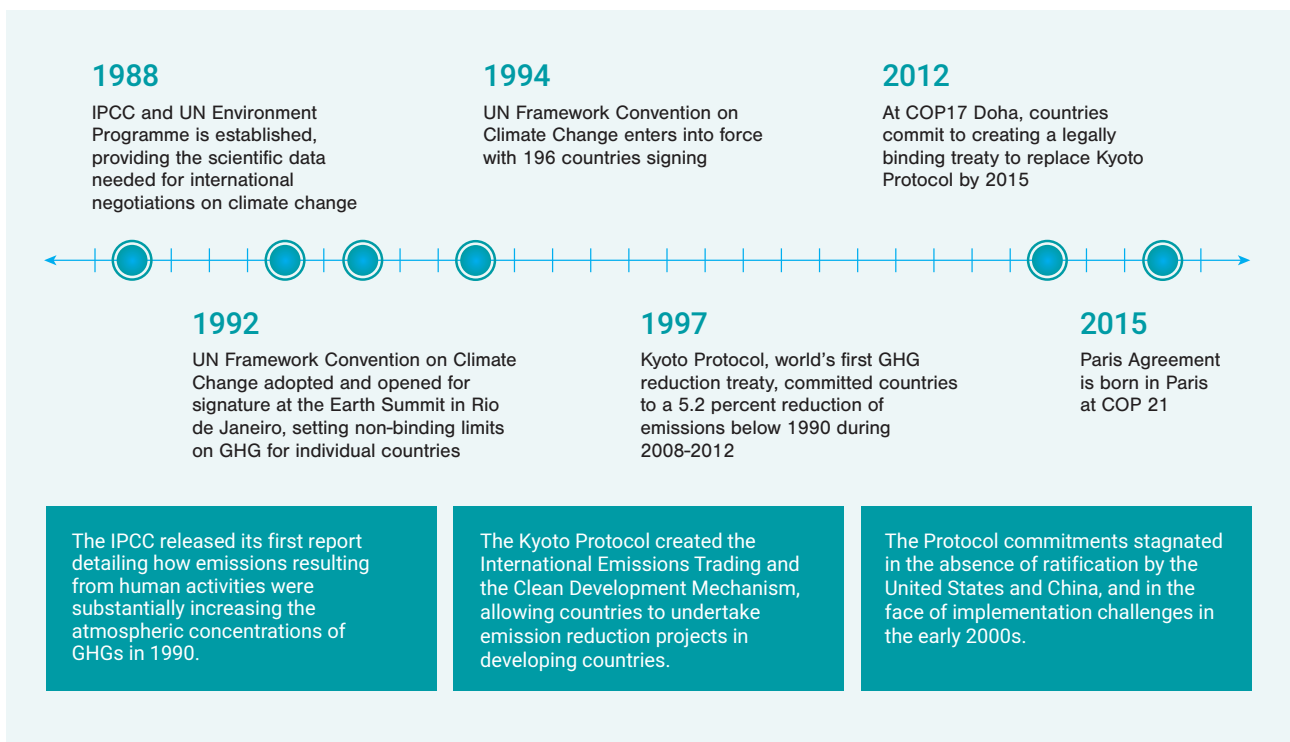 1988
IPCC and UN Environment
Programme is established,
providing the scientific data
needed for international
negotiations on climate change
1994
UN Framework Convention on
Climate Change enters into force
with 196 countries signing
2012
At COP17 Doha, countries
commit to creating a legally
binding treaty to replace Kyoto
Protocol by 2015
1992
UN Framework Convention on Climate
Change adopted and opened for
signature at the Earth Summit in Rio
de Janeiro, setting non-binding limits
on GHG for individual countries
1997
Kyoto Protocol, world's first GHG
reduction treaty, committed countries
to a 5.2 percent reduction of
emissions below 1990 during
2008-2012
2015
Paris Agreement
is born in Paris
at COP 21
The IPCC released its first report
detailing how emissions resulting
from human activities were
substantially increasing the
atmospheric concentrations of
GHGs in 1990.
The Kyoto Protocol created the
International Emissions Trading and
the Clean Development Mechanism,
allowing countries to undertake
emission reduction projects in
developing countries.
The Protocol commitments stagnated
in the absence of ratification by the
United States and China, and in the
face of implementation challenges in
the early 2000s.